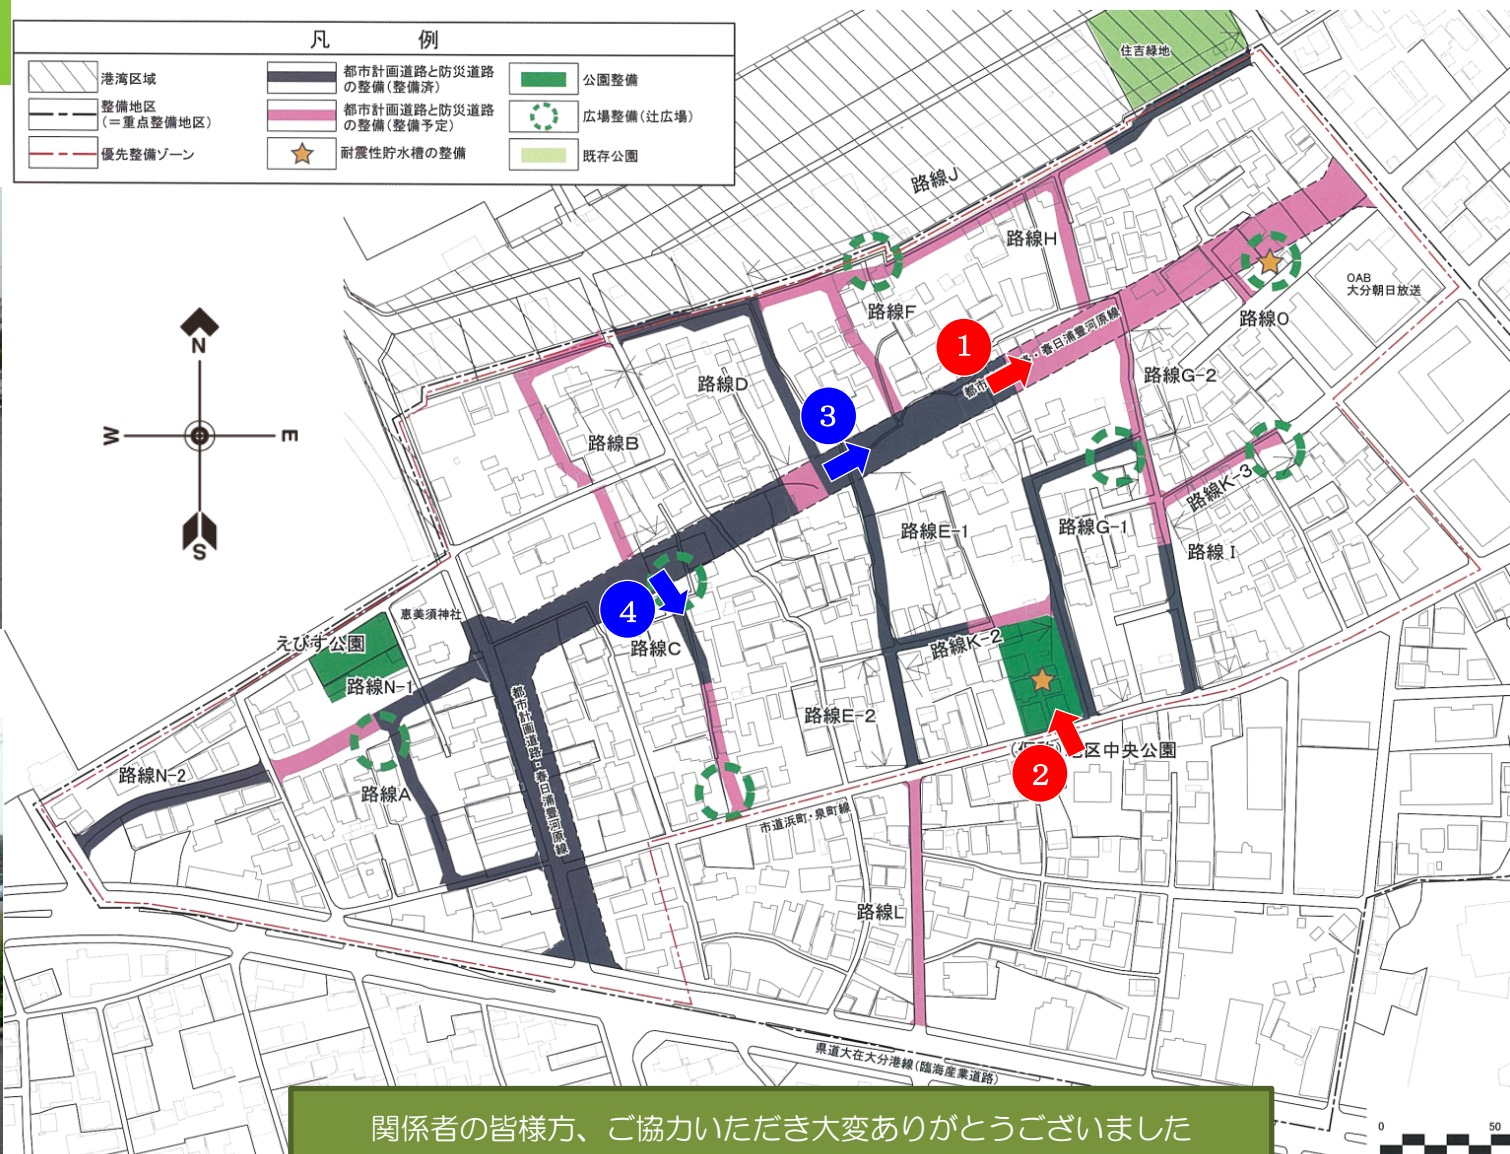 凡 例
港湾区域
整備地区
(＝重点整備地区)
優先整備ゾーン
都市計画道路と防災道路
の整備(整備済)
都市計画道路と防災道路
の整備(整備予定)
耐震性貯水槽の整備
公園整備
広場整備(辻広場)
既存公園
住吉緑地
路線J
路線H
OAB
大分朝日放送
路線F
路線O
1
・春日浦豊河原線
都市
N
W
E
S
路線D
路線G-2
3
路線B
路線K-3
路線E-1
路線G-1
路線I
恵美須神社
4
えびす公園
路線C
路線K-2
路線N-1
都市計画道路・春日浦豊河原線
路線E-2
区中央公園
2
路線N-2
路線A
市道浜町・泉町線
路線L
県道大在大分港線(臨海産業道路)
関係者の皆様方、ご協力いただき大変ありがとうございました
0 50